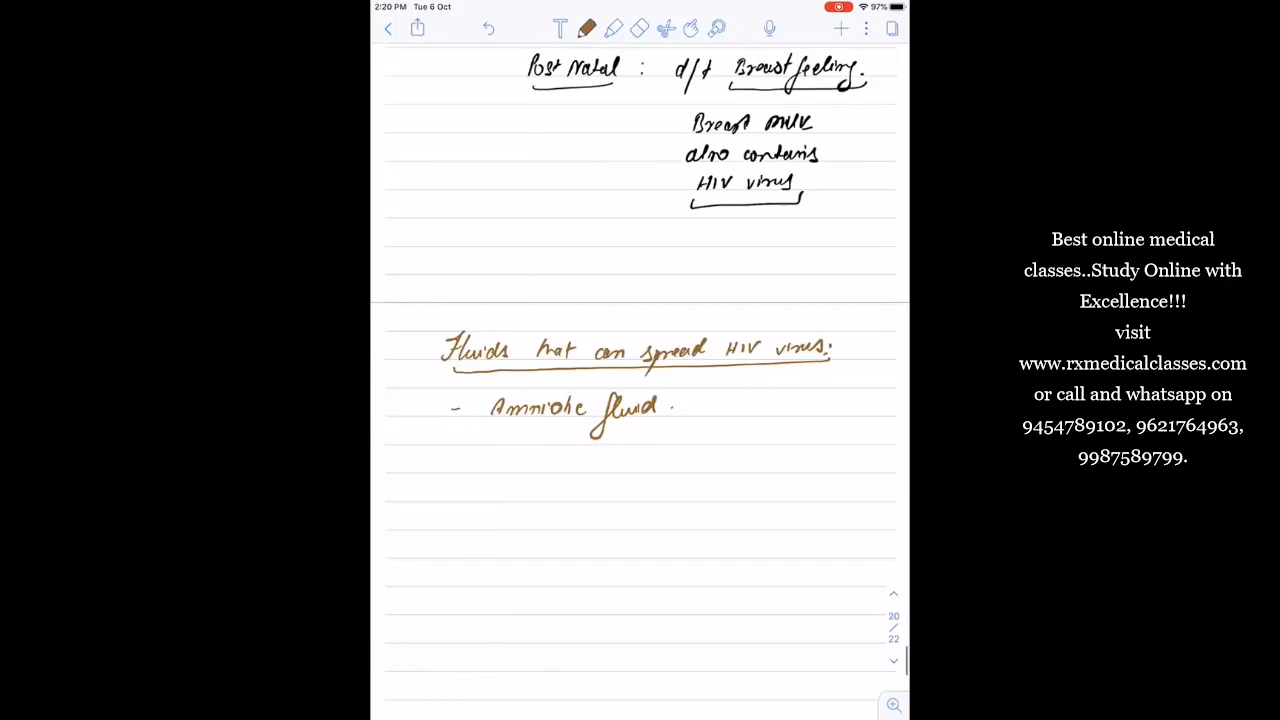 2:20 PM Tue 6 Oct
97%
Post Natal : d/t Breast feeling.
Breast milk
also contains
HIV virus
Fluids that can spread HIV virus:
- Amniotic fluid.
20
/
22
Best online medical
classes..Study Online with
Excellence!!!
visit
www.rxmedicalclasses.com
or call and whatsapp on
9454789102, 9621764963,
9987589799.